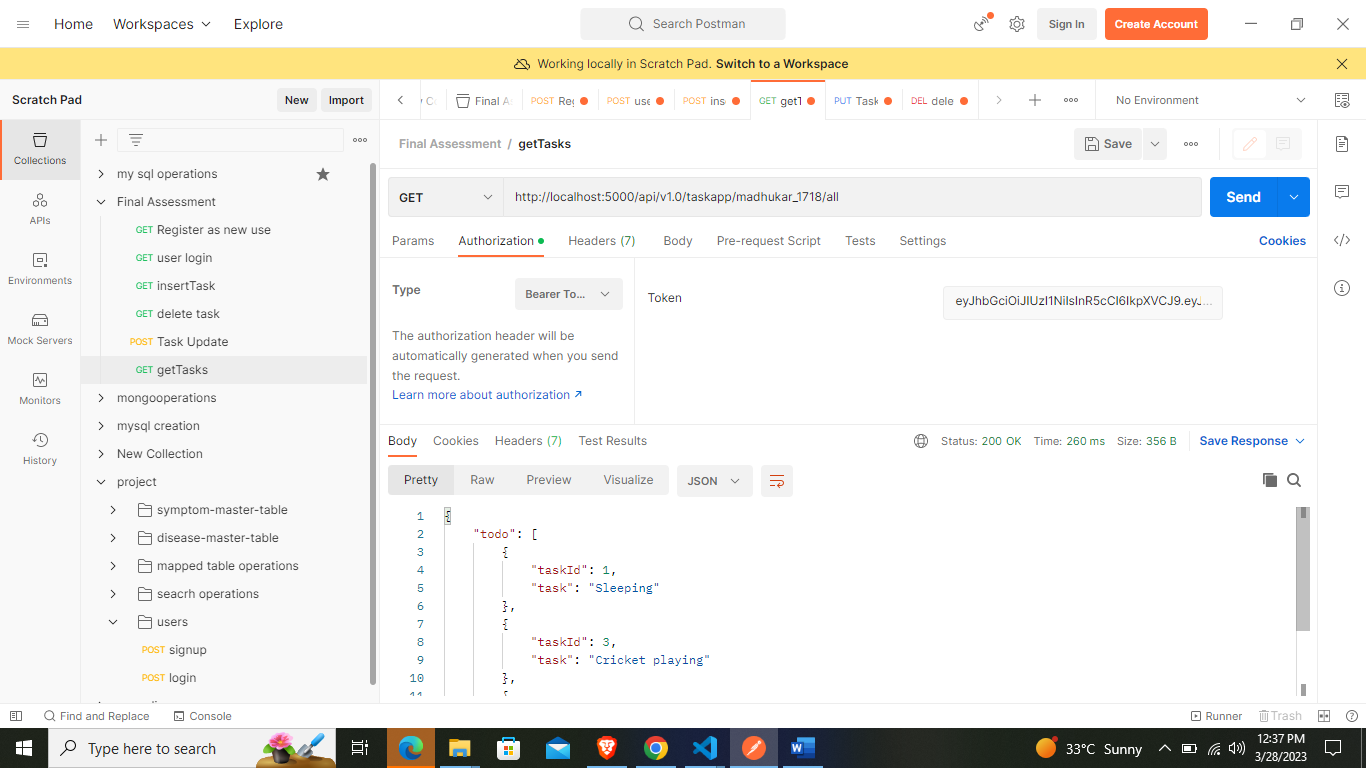 Home Workspaces Explore Search Postman Sign In Create Account
Working locally in Scratch Pad. Switch to a Workspace
Scratch Pad New Import
Final A POST Re POST use POST ins GET getT PUT Task DEL dele No Environment
Collections
APIs
Environments
Mock Servers
Monitors
History
my sql operations
Final Assessment
GET Register as new use
GET user login
GET insertTask
GET delete task
POST Task Update
GET getTasks
mongooperations
mysql creation
New Collection
project
symptom-master-table
disease-master-table
mapped table operations
seacrh operations
users
POST signup
POST login
Final Assessment / getTasks Save
GET http://localhost:5000/api/v1.0/taskapp/madhukar_1718/all Send
Params Authorization Headers (7) Body Pre-request Script Tests Settings Cookies
Type Bearer To... Token
The authorization header will be
automatically generated when you send
the request.
Learn more about authorization ↗
Body Cookies Headers (7) Test Results Status: 200 OK Time: 260 ms Size: 356 B Save Response
Pretty Raw Preview Visualize JSON
1 {
2 "todo": [
3 {
4 "taskId": 1,
5 "task": "Sleeping"
6 },
7 {
8 "taskId": 3,
9 "task": "Cricket playing"
10 },
Find and Replace Console Runner Trash
Type here to search 33°C Sunny 12:37 PM
3/28/2023